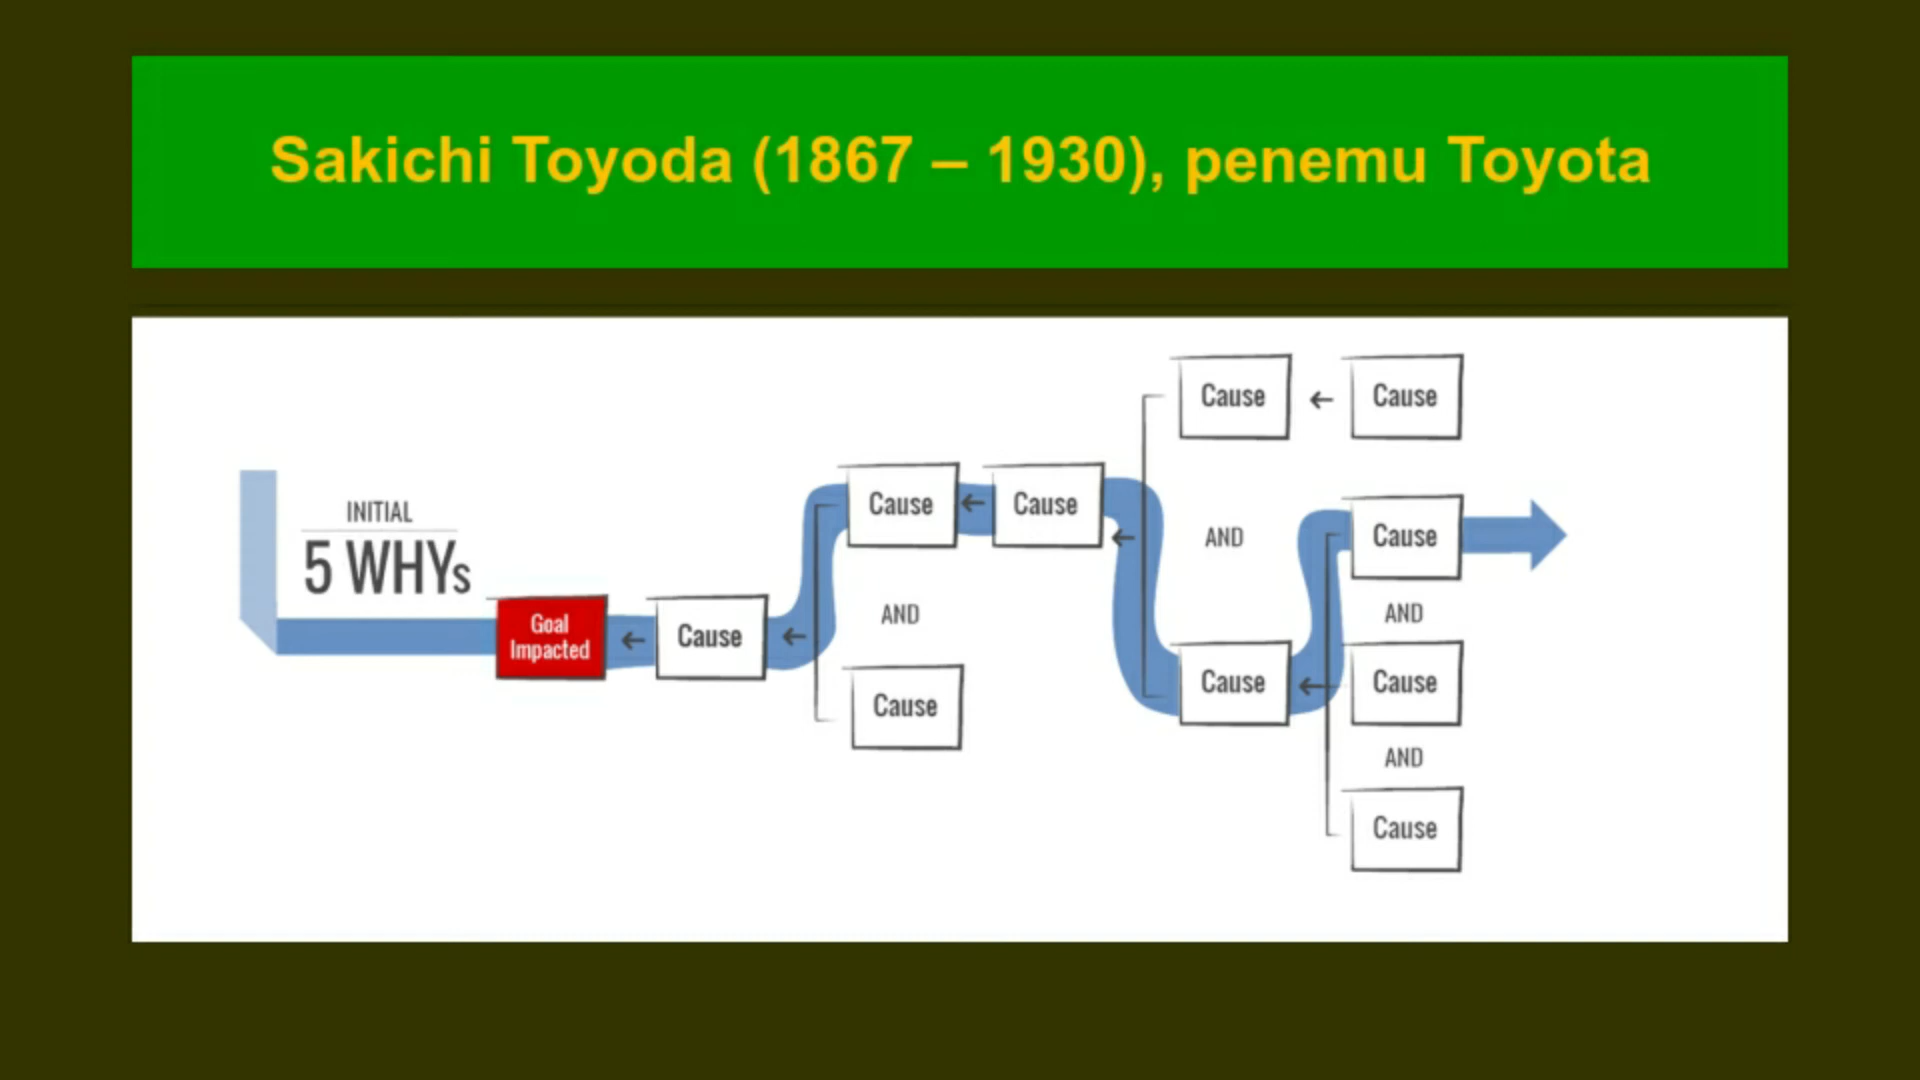 Sakichi Toyoda (1867 – 1930), penemu Toyota
INITIAL
5 WHYs
Goal
Impacted
Cause
Cause
AND
Cause
Cause
Cause
Cause
AND
Cause
Cause
AND
Cause
AND
Cause